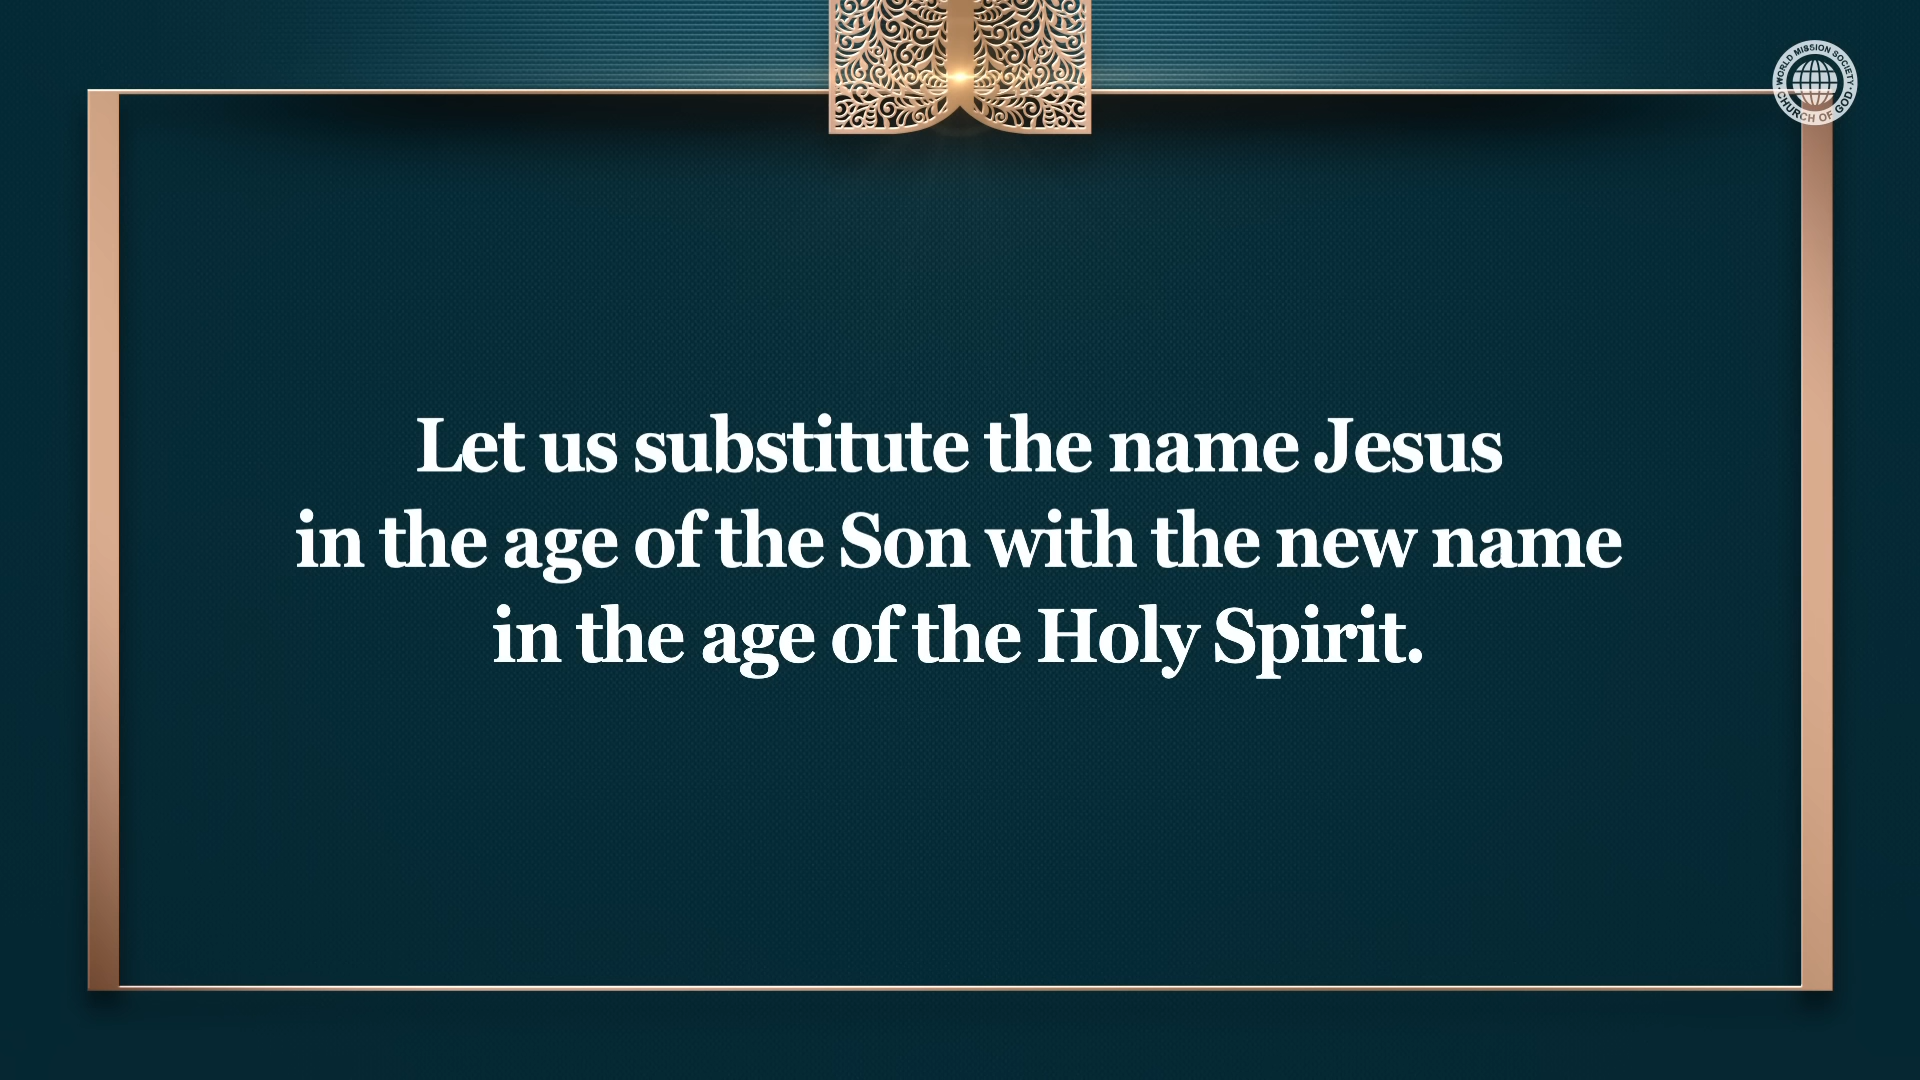 WORLD MISSION SOCIETY
CHURCH OF GOD
Let us substitute the name Jesus
in the age of the Son with the new name
in the age of the Holy Spirit.